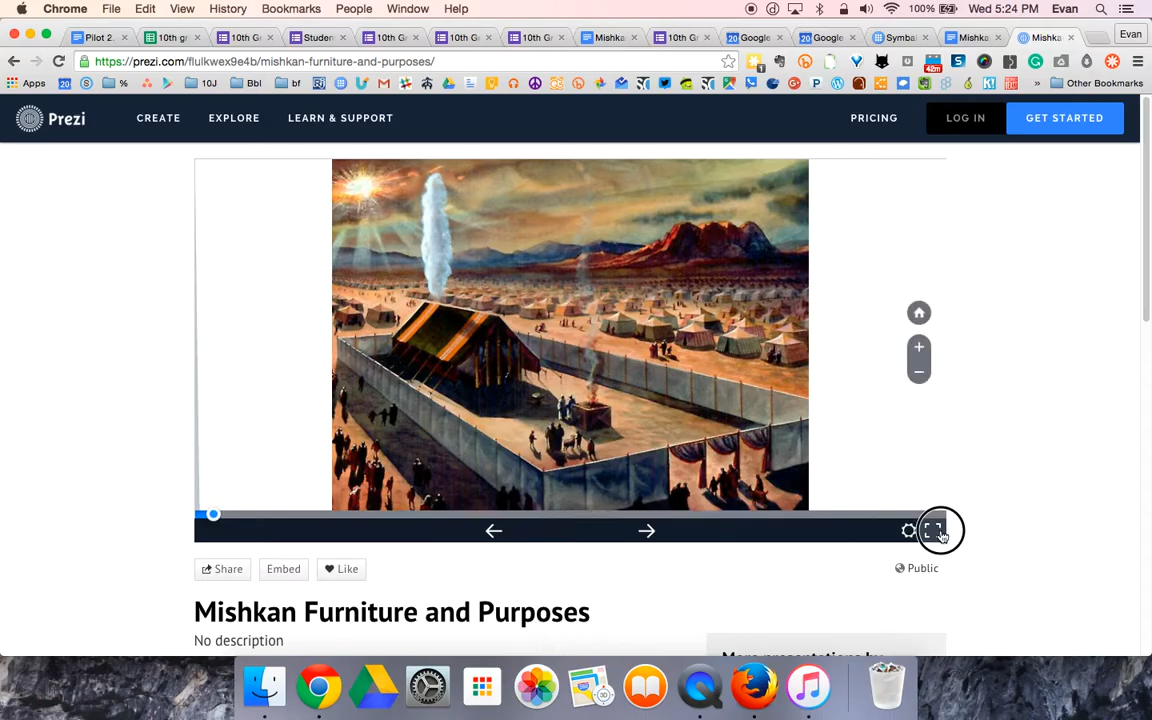 Chrome File Edit View History Bookmarks People Window Help 100% Wed 5:24 PM Evan
Pilot 2. 10th gr 10th Gr Studen 10th Gr 10th Gr 10th Gr Mishka 10th Gr Google Google Symbal Mishka Mishka Evan
https://prezi.com/flulkwex9e4b/mishkan-furniture-and-purposes/
Apps 20 % 10J Bbl bf Other Bookmarks
Prezi CREATE EXPLORE LEARN & SUPPORT PRICING LOG IN GET STARTED
Share Embed Like Public
Mishkan Furniture and Purposes
No description